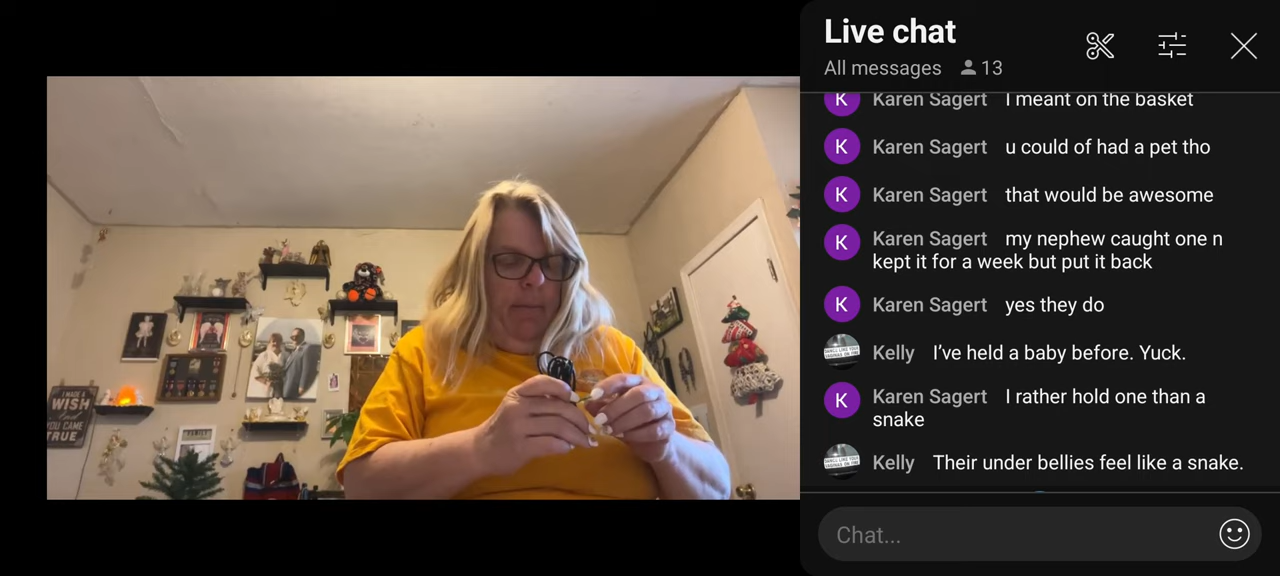 Live chat
All messages 13
K Karen Sagert I meant on the basket
K Karen Sagert u could of had a pet tho
K Karen Sagert that would be awesome
K Karen Sagert my nephew caught one n
kept it for a week but put it back
K Karen Sagert yes they do
Kelly I've held a baby before. Yuck.
K Karen Sagert I rather hold one than a
snake
Kelly Their under bellies feel like a snake.
Chat...
I MADE A
WISH
And
YOU CAME
TRUE
FAMILY